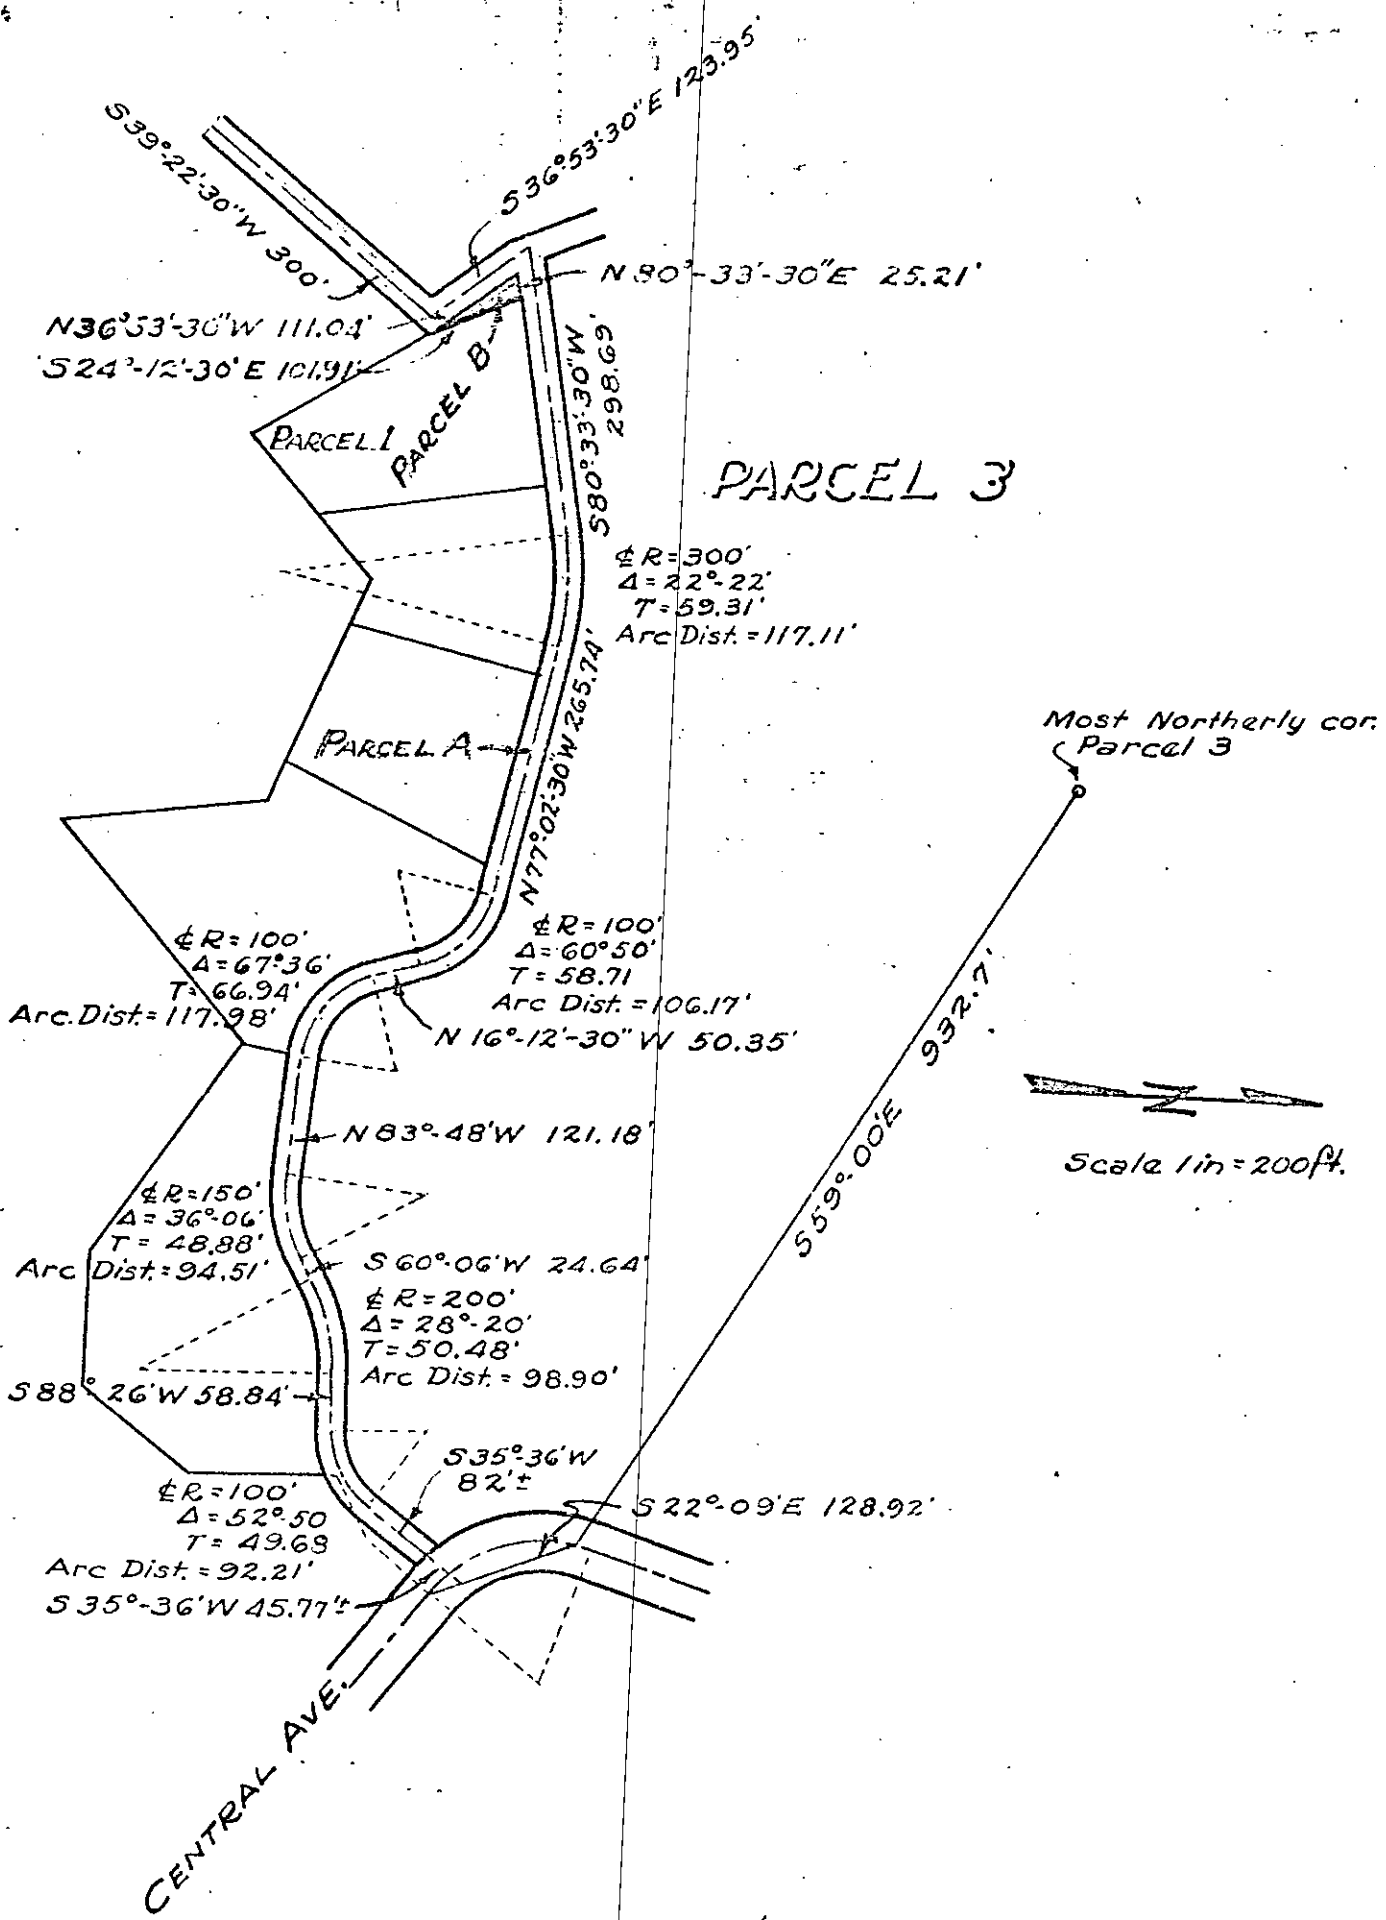 S36°53'-30"E 123.95'
S39°-22'-30"W 300'
N80°-33'-30"E 25.21'
N36°53'-30"W 111.04'
S24°-12'-30"E 101.91'
PARCEL B
PARCEL 1
S80°33'-30"W
298.69'
PARCEL 3
℄ R=300'
Δ=22°-22'
T=59.31'
Arc Dist.=117.11'
Most Northerly cor.
Parcel 3
PARCEL A
N77°-02'-30"W 265.74'
℄ R=100'
Δ=67°36'
T=66.94'
Arc. Dist.=117.98'
℄ R=100'
Δ=60°50'
T=58.71
Arc Dist.=106.17'
N 16°-12'-30" W 50.35'
S59°-00'E 932.7'
N83°-48'W 121.18'
Scale 1in=200ft.
℄ R=150'
Δ=36°-06'
T=48.88'
Arc Dist.=94.51'
S 60°-06'W 24.64'
℄ R=200'
Δ=28°-20'
T=50.48'
Arc Dist.=98.90'
S88°26'W 58.84'
S35°-36'W
82'±
℄R=100'
Δ=52°50
T=49.68
Arc Dist.=92.21'
S 22°-09'E 128.92'
S 35°-36'W 45.77'±
CENTRAL AVE.